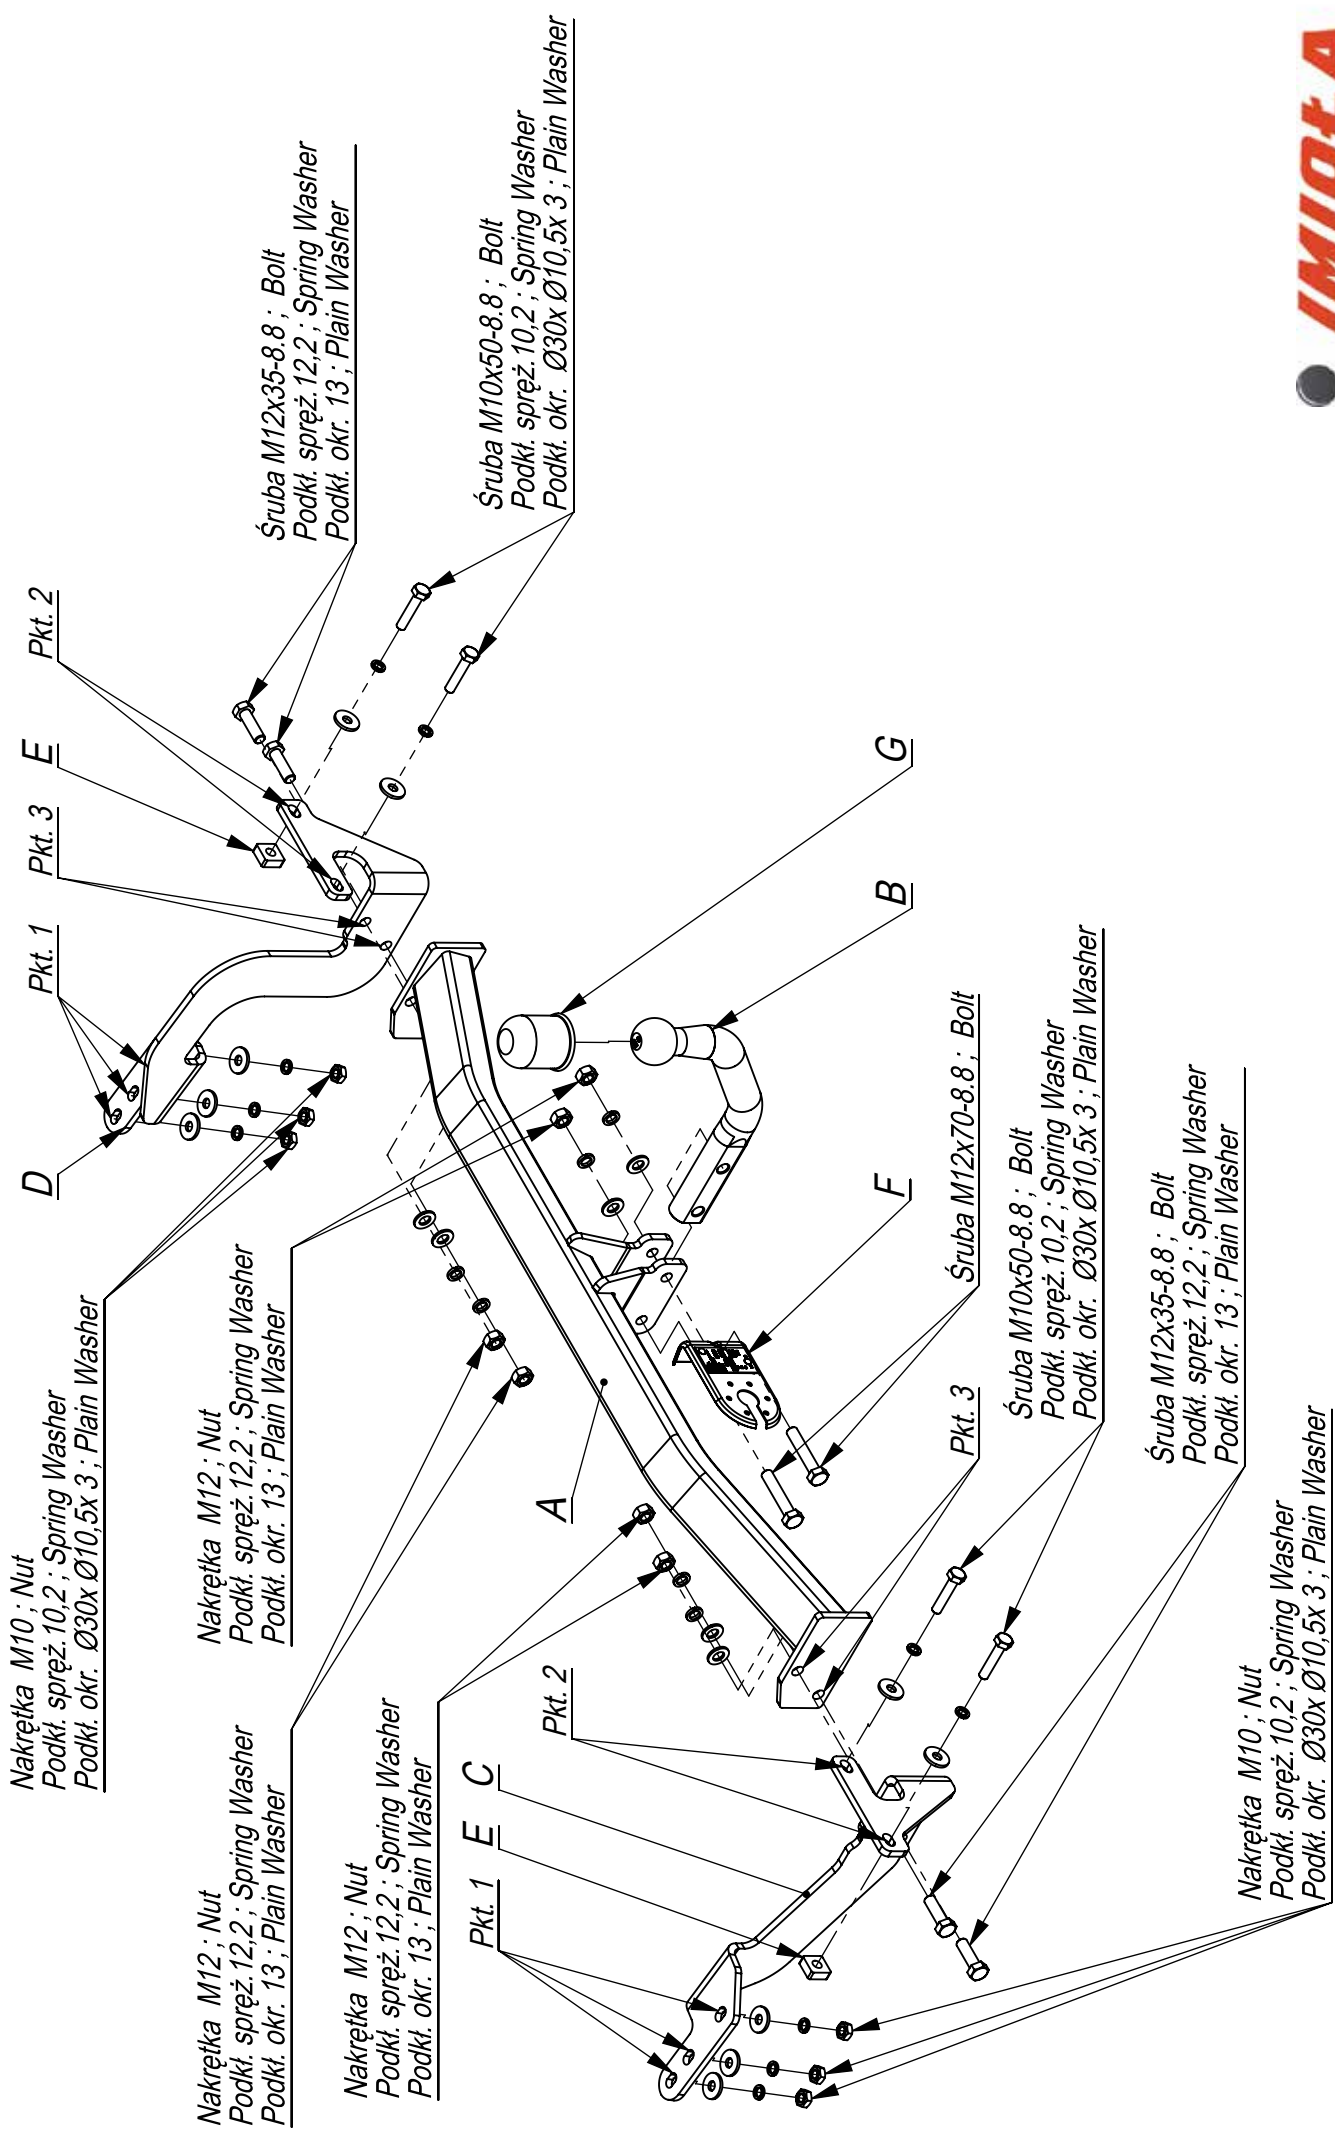 Nakrętka M10 ; Nut
Podkł. spręż.10,2 ; Spring Washer
Podkł. okr. Ø30x Ø10,5x 3 ; Plain Washer
D
Pkt. 1
Pkt. 3
E
Pkt. 2
Nakrętka M12 ; Nut
Podkł. spręż.12,2 ; Spring Washer
Podkł. okr. 13 ; Plain Washer
Nakrętka M12 ; Nut
Podkł. spręż.12,2 ; Spring Washer
Podkł. okr. 13 ; Plain Washer
Śruba M12x35-8.8 ; Bolt
Podkł. spręż.12,2 ; Spring Washer
Podkł. okr. 13 ; Plain Washer
Nakrętka M12 ; Nut
Podkł. spręż.12,2 ; Spring Washer
Podkł. okr. 13 ; Plain Washer
Śruba M10x50-8.8 ; Bolt
Podkł. spręż.10,2 ; Spring Washer
Podkł. okr. Ø30x Ø10,5x 3 ; Plain Washer
Pkt. 1
E
C
Pkt. 2
A
F
B
G
Pkt. 3
Śruba M12x70-8.8 ; Bolt
Śruba M10x50-8.8 ; Bolt
Podkł. spręż.10,2 ; Spring Washer
Podkł. okr. Ø30x Ø10,5x 3 ; Plain Washer
Śruba M12x35-8.8 ; Bolt
Podkł. spręż.12,2 ; Spring Washer
Podkł. okr. 13 ; Plain Washer
Nakrętka M10 ; Nut
Podkł. spręż.10,2 ; Spring Washer
Podkł. okr. Ø30x Ø10,5x 3 ; Plain Washer